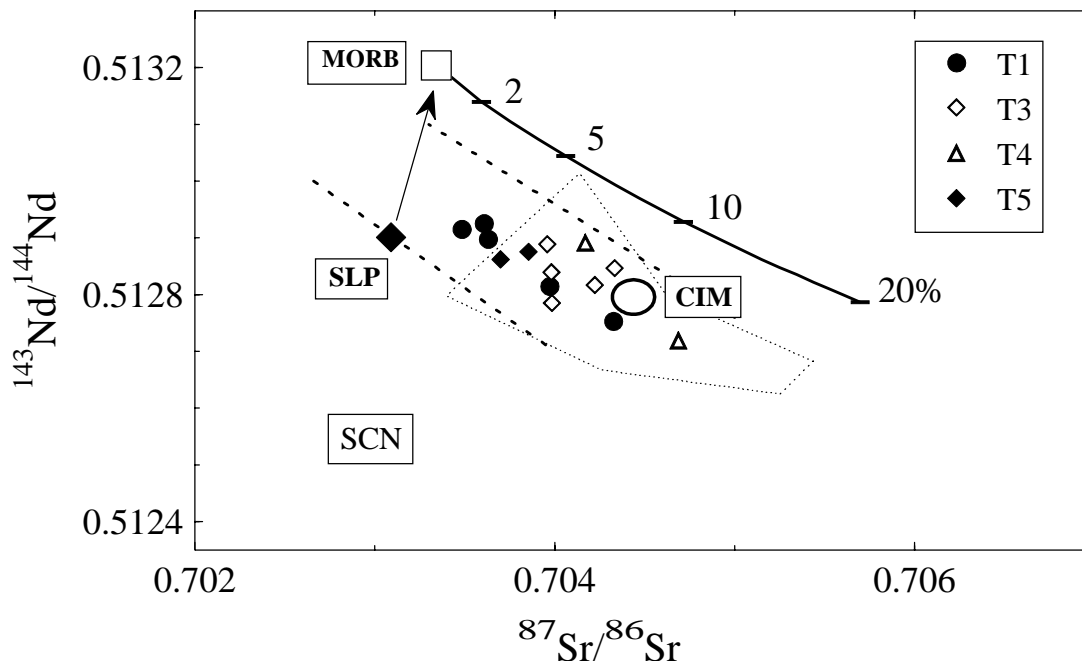 0.5132
0.5128
0.5124
143Nd/144Nd
MORB
2
5
10
20%
SLP
CIM
SCN
T1
T3
T4
T5
0.702
0.704
0.706
87Sr/86Sr